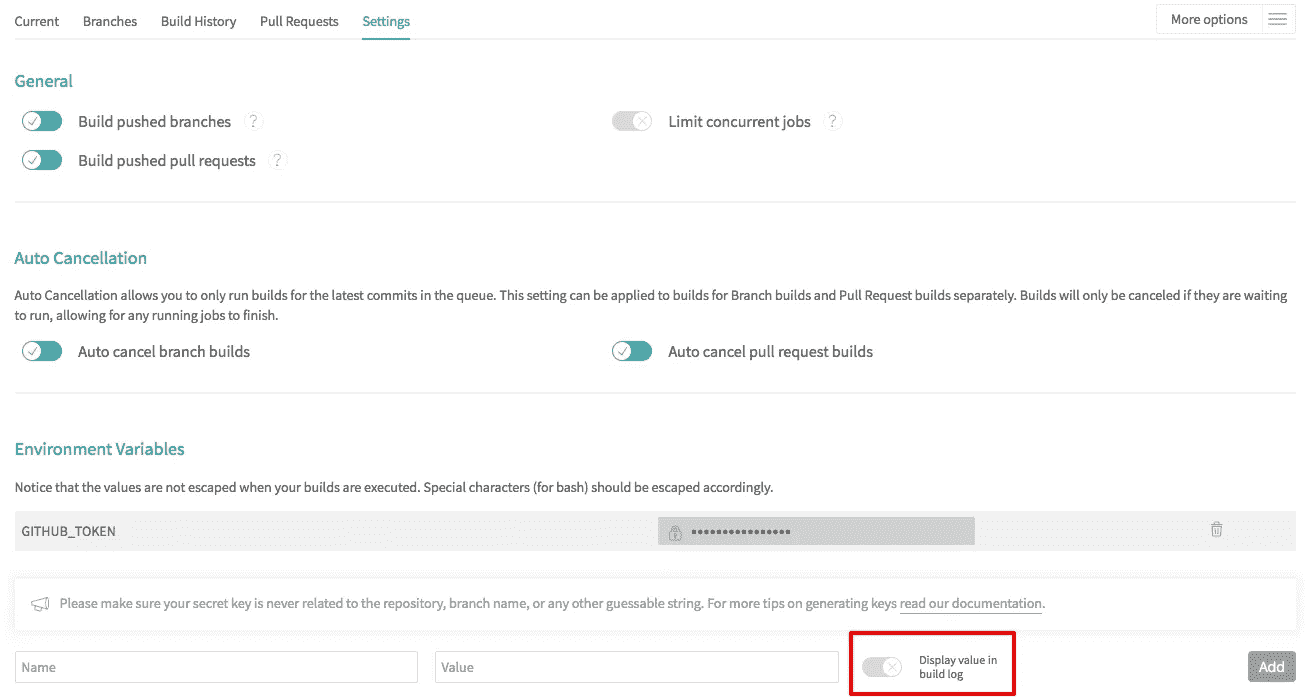 Current Branches Build History Pull Requests Settings More options
General
Build pushed branches ? Limit concurrent jobs ?
Build pushed pull requests ?
Auto Cancellation
Auto Cancellation allows you to only run builds for the latest commits in the queue. This setting can be applied to builds for Branch builds and Pull Request builds separately. Builds will only be canceled if they are waiting
to run, allowing for any running jobs to finish.
Auto cancel branch builds Auto cancel pull request builds
Environment Variables
Notice that the values are not escaped when your builds are executed. Special characters (for bash) should be escaped accordingly.
GITHUB_TOKEN ••••••••••••••••
Please make sure your secret key is never related to the repository, branch name, or any other guessable string. For more tips on generating keys read our documentation.
Name Value Display value in
build log Add